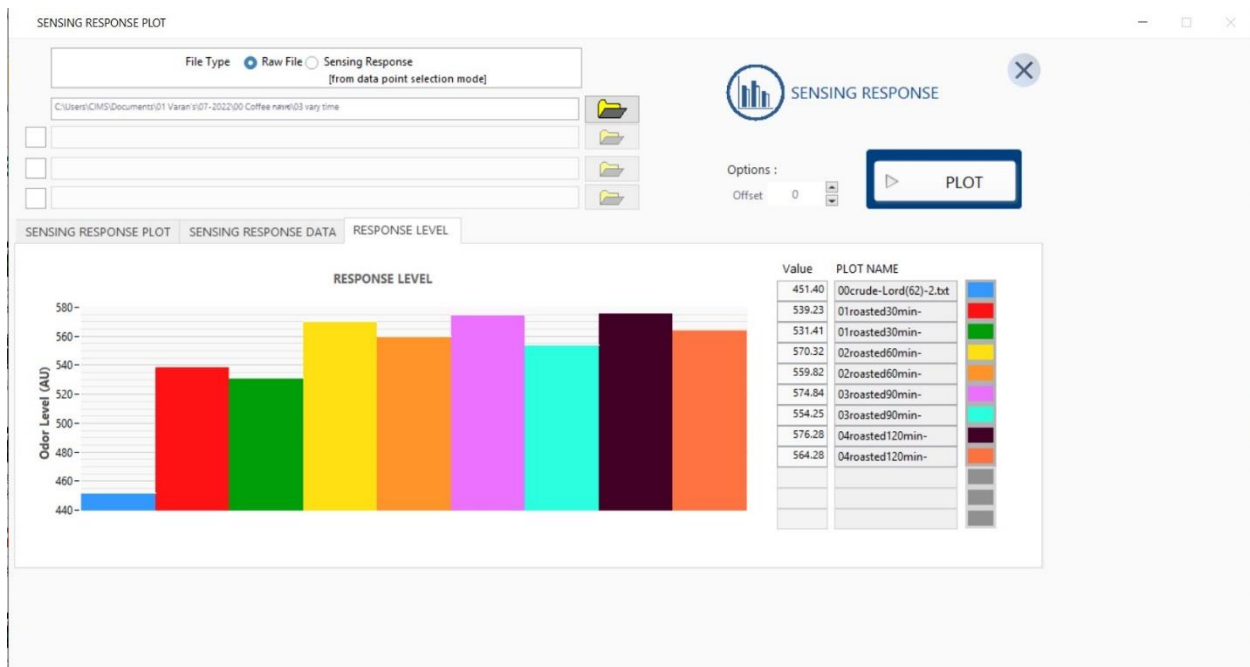 SENSING RESPONSE PLOT
File Type Raw File Sensing Response
[from data point selection mode]
C:\Users\CIMS\Documents\01 Varan's\07-2022\00 Coffee \03 vary time
SENSING RESPONSE
Options :
Offset 0
PLOT
SENSING RESPONSE PLOT SENSING RESPONSE DATA RESPONSE LEVEL
RESPONSE LEVEL
Odor Level (AU)
580
560
540
520
500
480
460
440
Value PLOT NAME
451.40 00crude-Lord(62)-2.txt
539.23 01roasted30min-
531.41 01roasted30min-
570.32 02roasted60min-
559.82 02roasted60min-
574.84 03roasted90min-
554.25 03roasted90min-
576.28 04roasted120min-
564.28 04roasted120min-